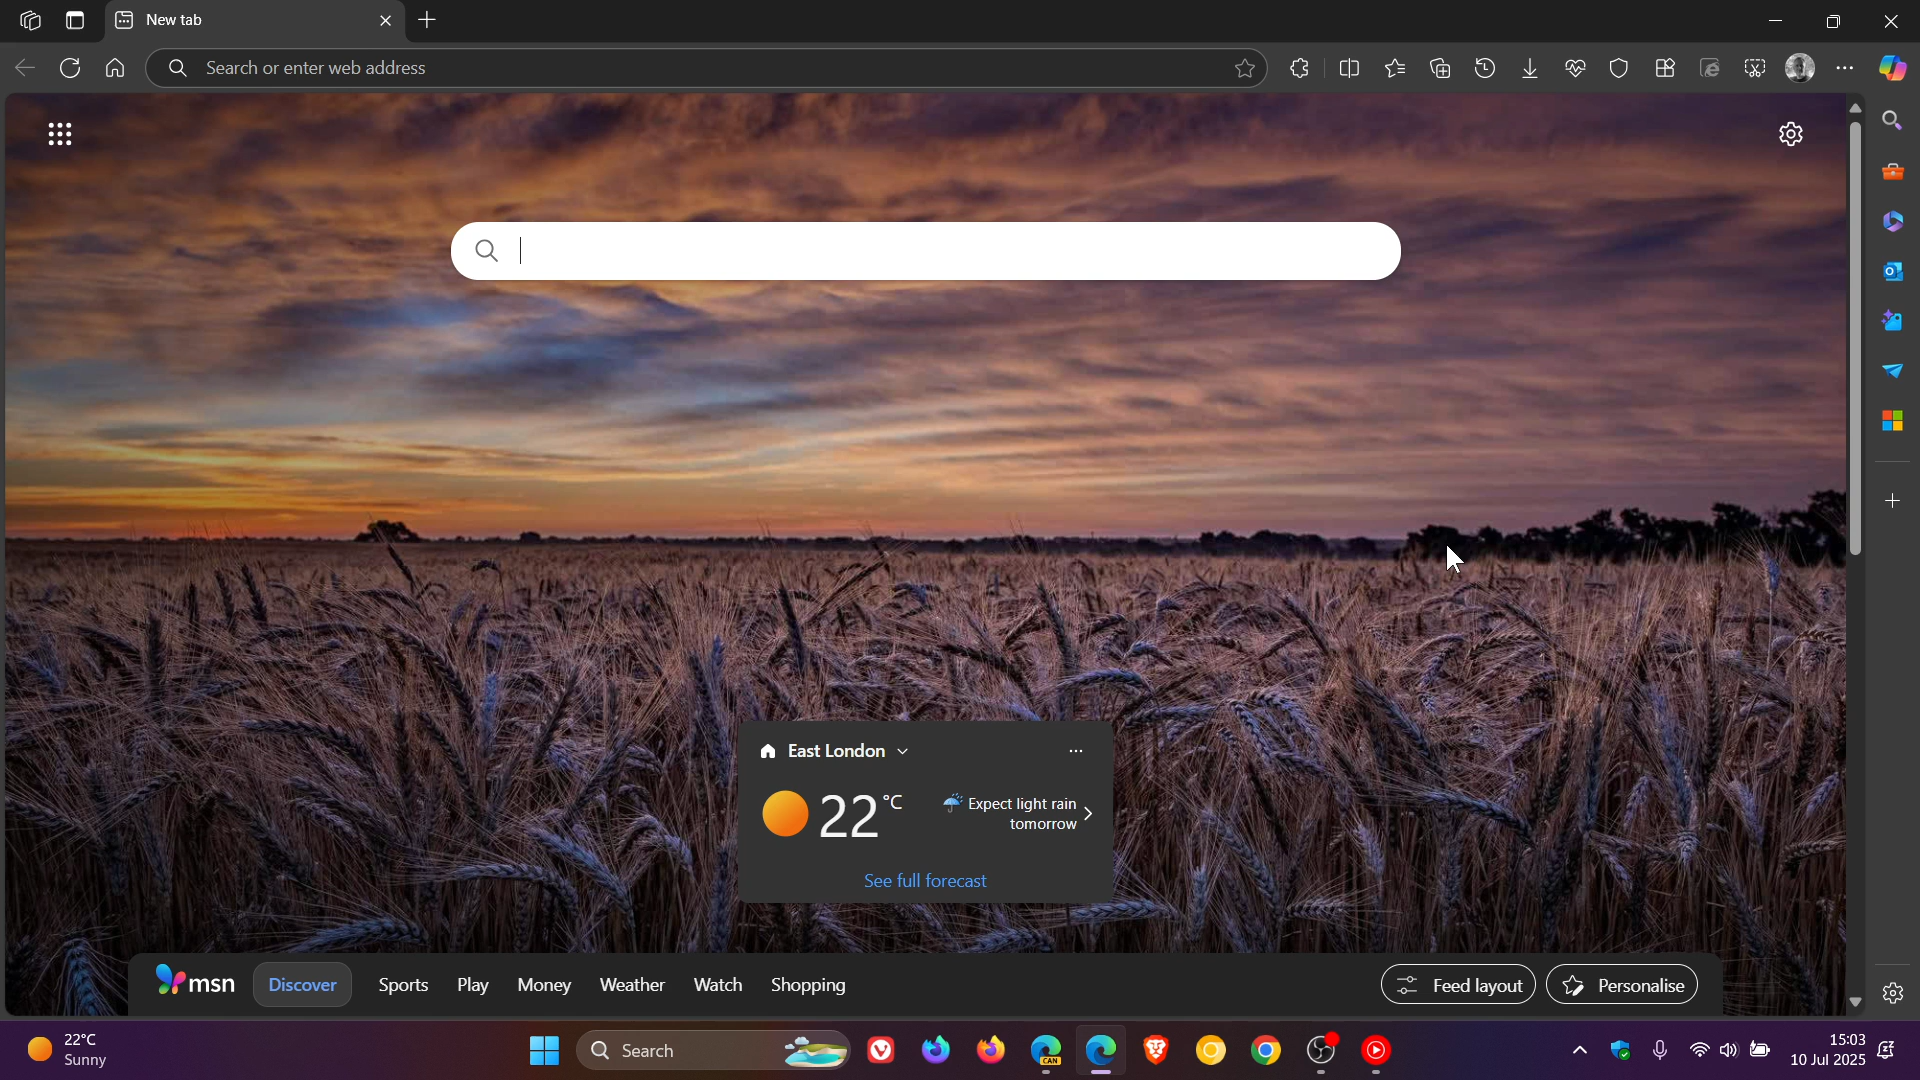 New tab
Search or enter web address
East London
22 °C
Expect light rain
tomorrow
See full forecast
msn
Discover
Sports
Play
Money
Weather
Watch
Shopping
Feed layout
Personalise
22°C
Sunny
Search
CAN
15:03
10 Jul 2025